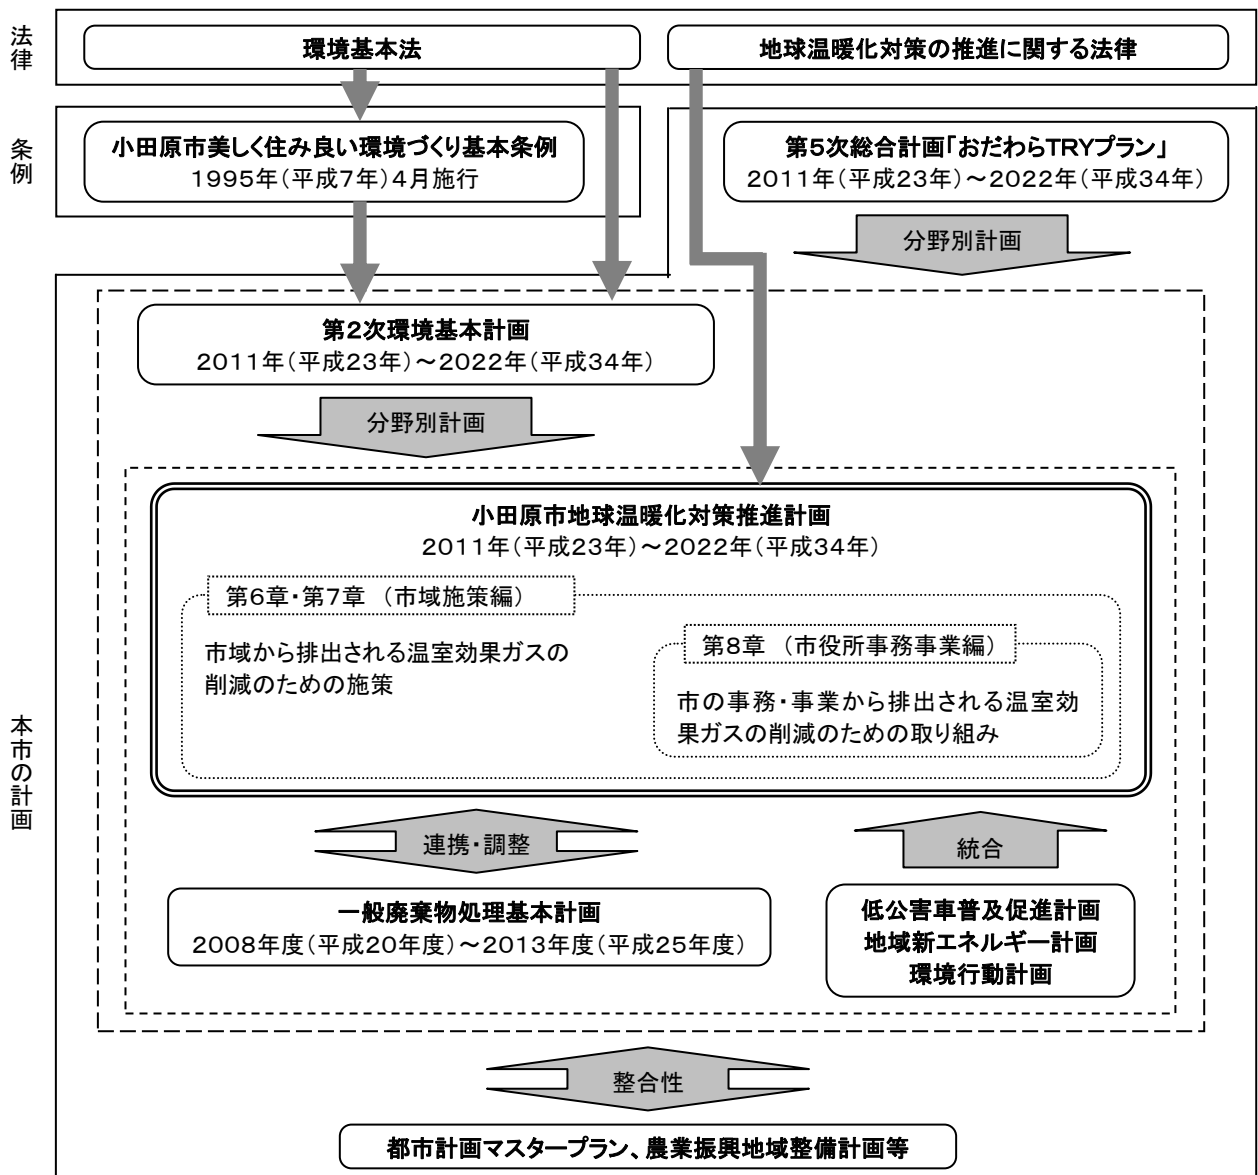 法律
環境基本法
地球温暖化対策の推進に関する法律
条例
小田原市美しく住み良い環境づくり基本条例
1995年(平成7年)4月施行
第5次総合計画「おだわらTRYプラン」
2011年(平成23年)～2022年(平成34年)
分野別計画
本市の計画
第2次環境基本計画
2011年(平成23年)～2022年(平成34年)
分野別計画
小田原市地球温暖化対策推進計画
2011年(平成23年)～2022年(平成34年)
第6章・第7章 (市域施策編)
市域から排出される温室効果ガスの
削減のための施策
第8章 (市役所事務事業編)
市の事務・事業から排出される温室効
果ガスの削減のための取り組み
連携・調整
統合
一般廃棄物処理基本計画
2008年度(平成20年度)～2013年度(平成25年度)
低公害車普及促進計画
地域新エネルギー計画
環境行動計画
整合性
都市計画マスタープラン、農業振興地域整備計画等